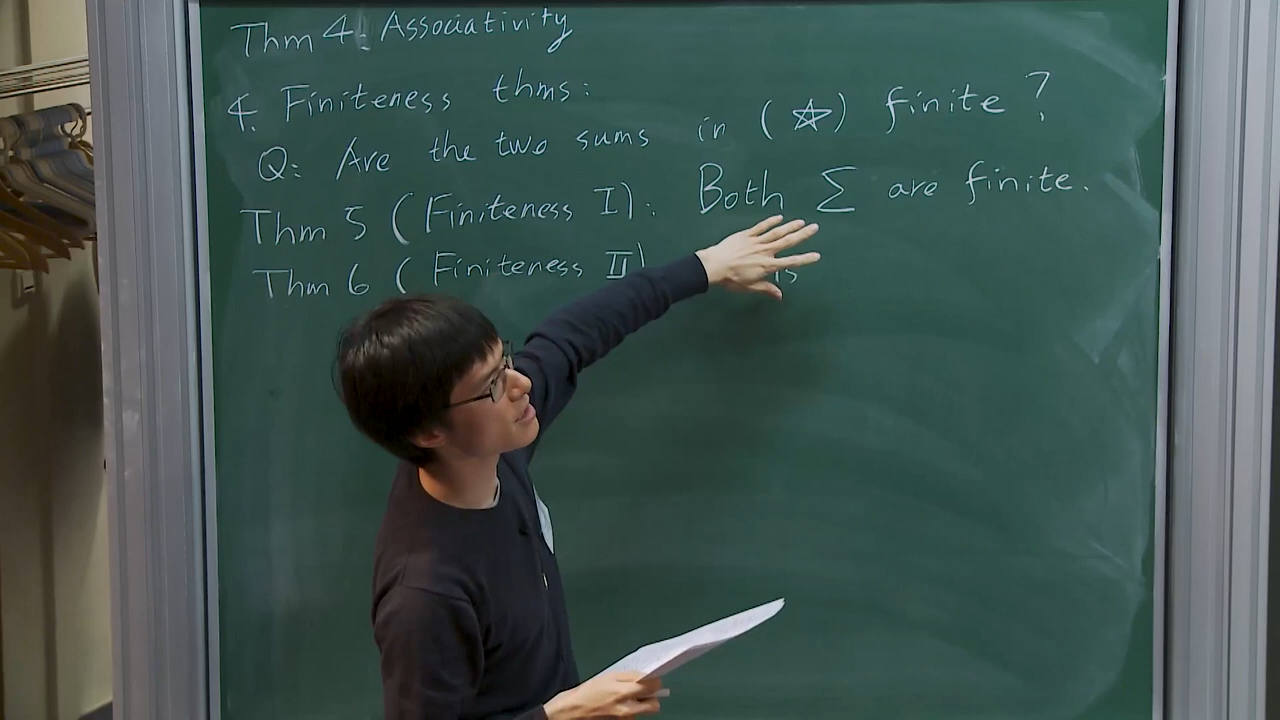 Thm 4. Associativity
4. Finiteness thms:
Q: Are the two sums in (☆) finite?
Thm 5 (Finiteness I): Both Σ are finite.
Thm 6 (Finiteness II)